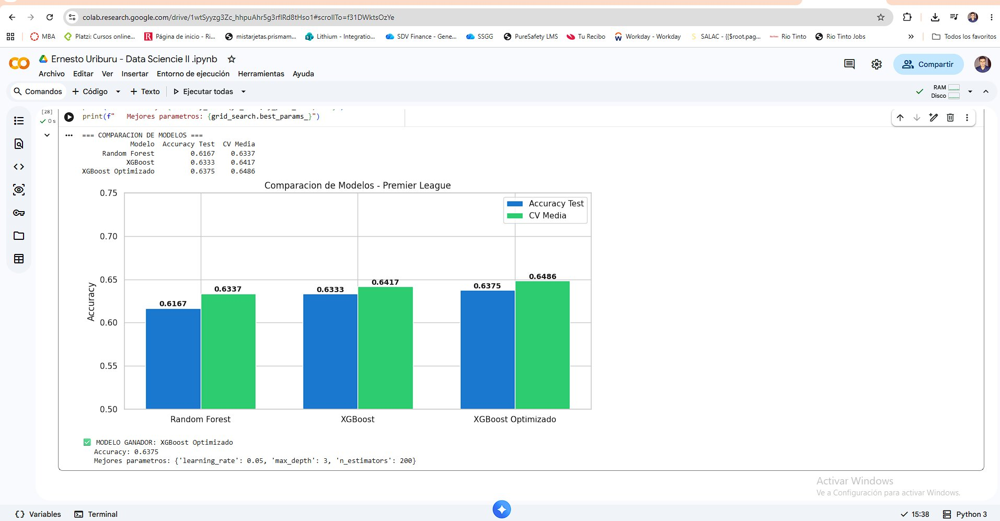 colab.research.google.com/drive/1wtSyyzg3Zc_hhpuAhr5g3rflRd8tHso1#scrollTo=f31DWktsOzYe
MBA Platzi: Cursos online... Página de inicio - Ri... mistarjetas.prismam... Lithium - Integratio... SDV Finance - Gene... SSGG PureSafety LMS Tu Recibo Workday - Workday SALAC - {{$root.pag... Rio Tinto Rio Tinto Jobs » Todos los favoritos
Ernesto Uriburu - Data Sciencie II .ipynb
Archivo Editar Ver Insertar Entorno de ejecución Herramientas Ayuda
Compartir
Comandos + Código + Texto Ejecutar todas
RAM
Disco
[28]
0 s
print(f"   Mejores parametros: {grid_search.best_params_}")
=== COMPARACION DE MODELOS ===
Modelo Accuracy Test CV Media
Random Forest 0.6167 0.6337
XGBoost 0.6333 0.6417
XGBoost Optimizado 0.6375 0.6486
Comparacion de Modelos - Premier League
Accuracy Test
CV Media
0.75
0.70
0.65
0.60
0.55
0.50
Accuracy
0.6167
0.6337
0.6333
0.6417
0.6375
0.6486
Random Forest XGBoost XGBoost Optimizado
✅ MODELO GANADOR: XGBoost Optimizado
Accuracy: 0.6375
Mejores parametros: {'learning_rate': 0.05, 'max_depth': 3, 'n_estimators': 200}
Activar Windows
Ve a Configuración para activar Windows.
{} Variables Terminal
15:38 Python 3